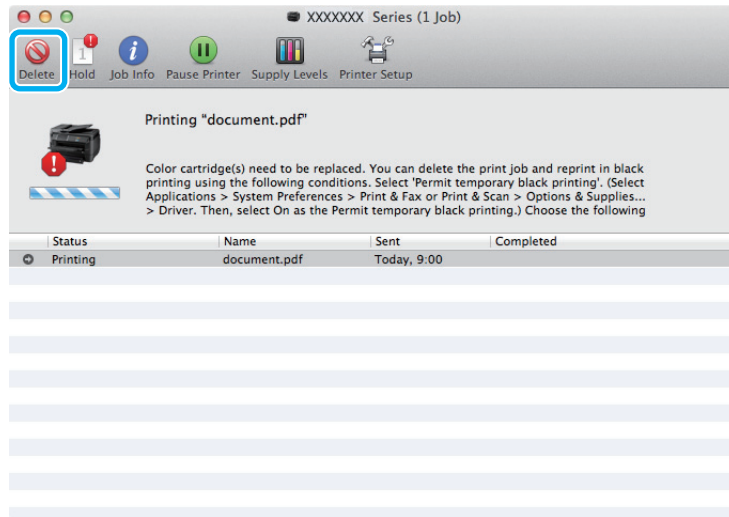 XXXXXXX Series (1 Job)
Delete Hold Job Info Pause Printer Supply Levels Printer Setup
Printing "document.pdf"
Color cartridge(s) need to be replaced. You can delete the print job and reprint in black
printing using the following conditions. Select 'Permit temporary black printing'. (Select
Applications > System Preferences > Print & Fax or Print & Scan > Options & Supplies...
> Driver. Then, select On as the Permit temporary black printing.) Choose the following
Status Name Sent Completed
Printing document.pdf Today, 9:00